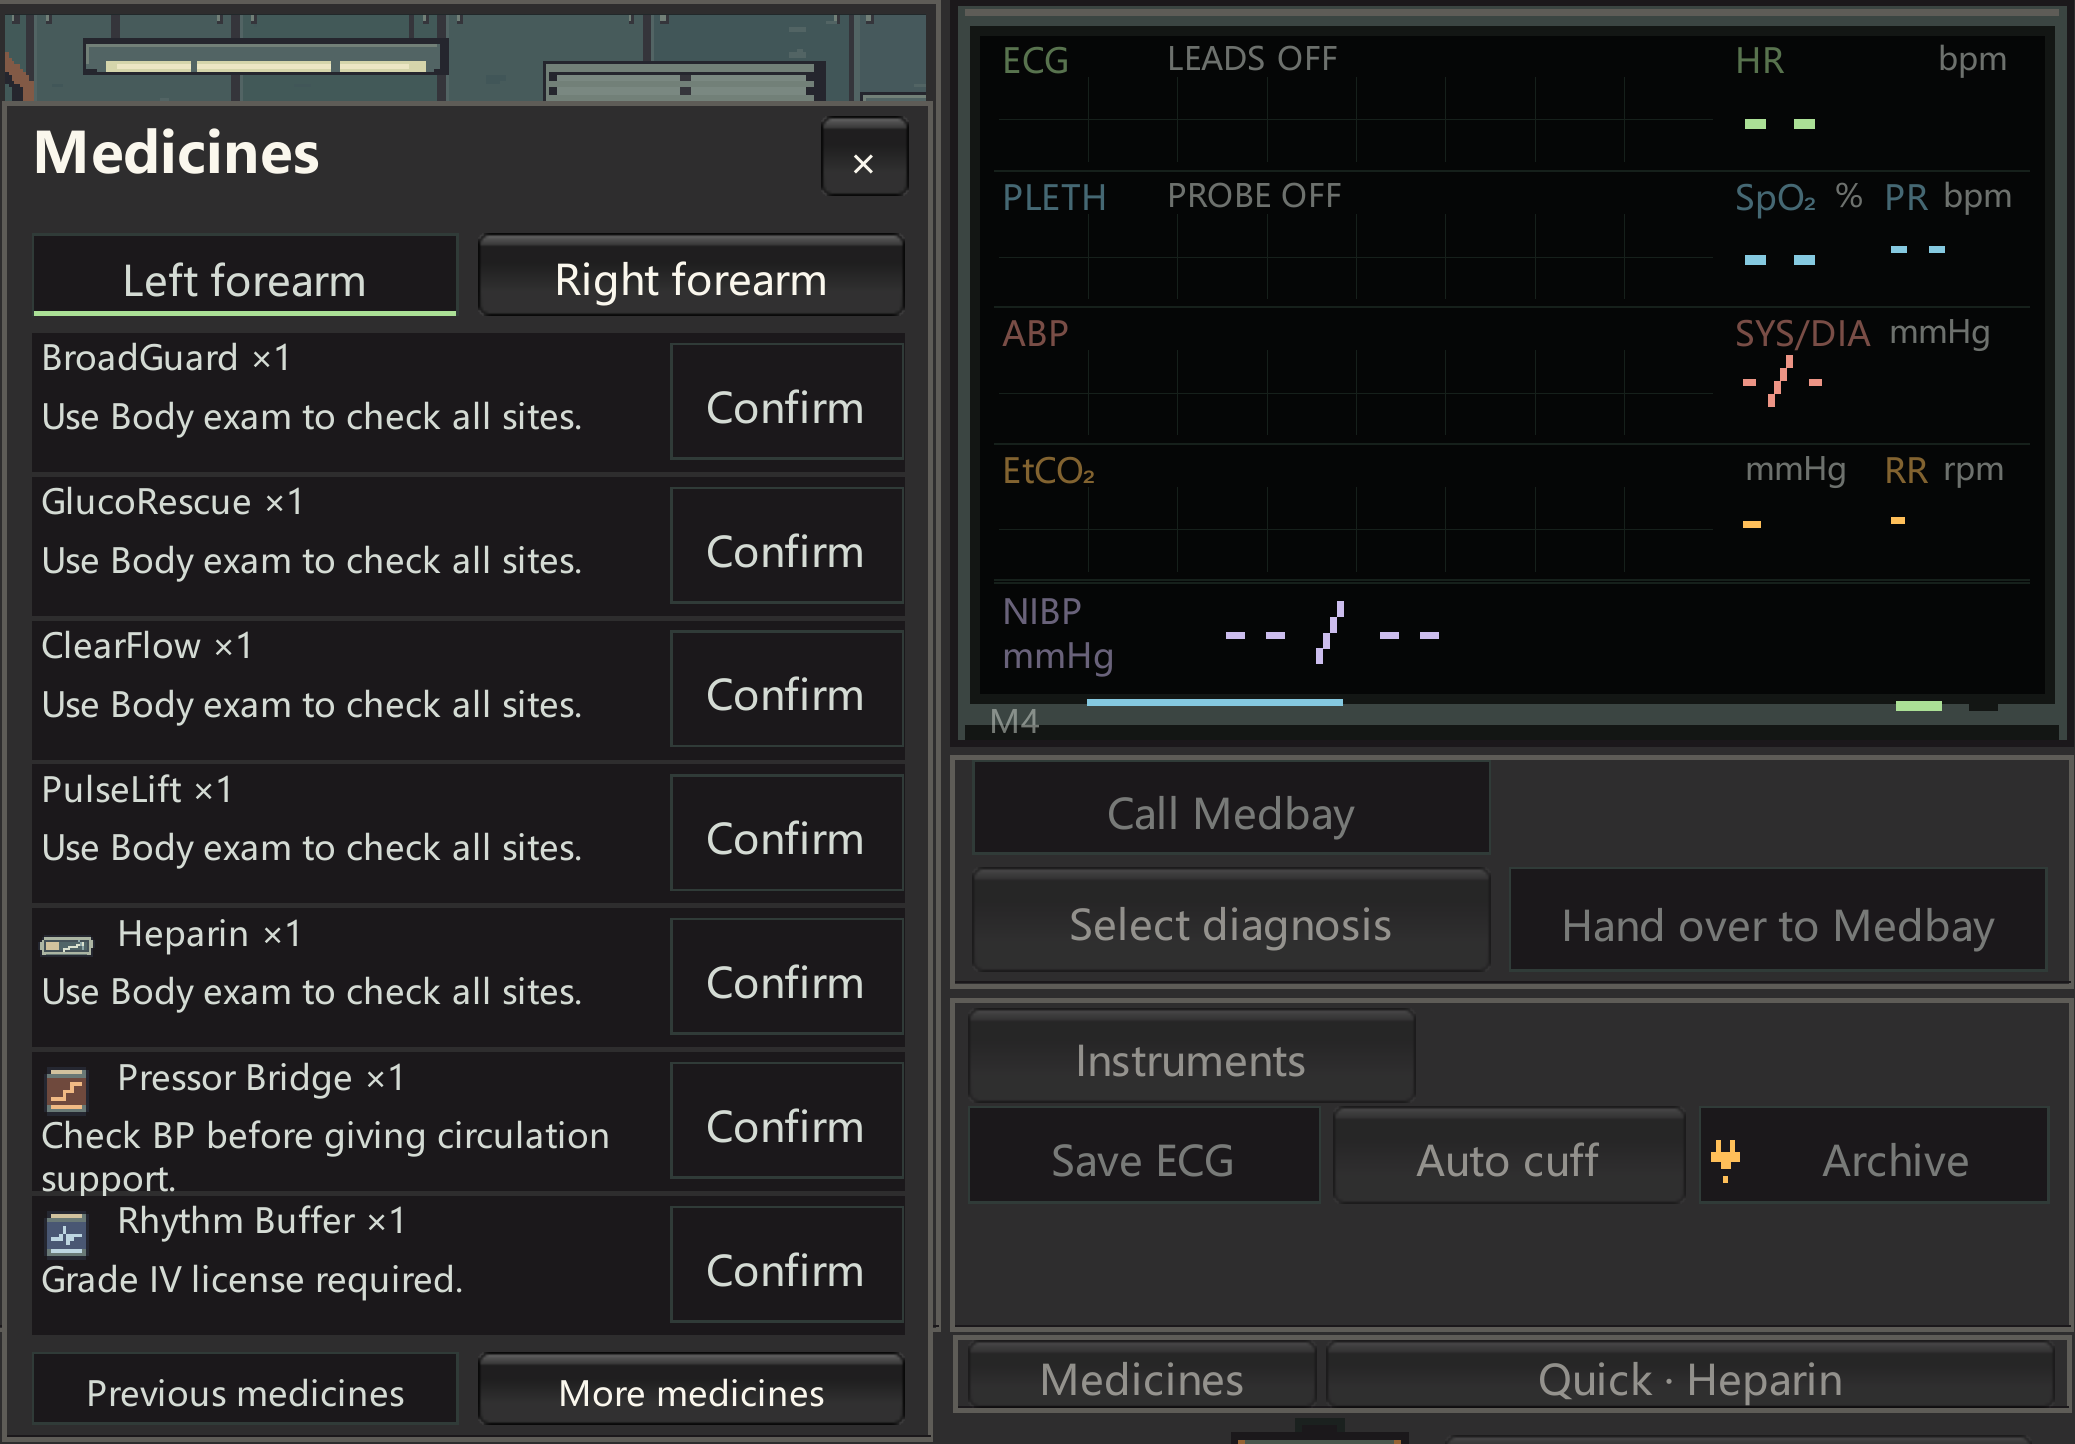 Medicines
×
Left forearm
Right forearm
BroadGuard ×1
Use Body exam to check all sites.
Confirm
GlucoRescue ×1
Use Body exam to check all sites.
Confirm
ClearFlow ×1
Use Body exam to check all sites.
Confirm
PulseLift ×1
Use Body exam to check all sites.
Confirm
Heparin ×1
Use Body exam to check all sites.
Confirm
Pressor Bridge ×1
Check BP before giving circulation
support.
Confirm
Rhythm Buffer ×1
Grade IV license required.
Confirm
Previous medicines
More medicines
ECG LEADS OFF HR bpm
- -
PLETH PROBE OFF SpO₂ % PR bpm
- - - -
ABP SYS/DIA mmHg
-/-
EtCO₂ mmHg RR rpm
- -
NIBP
mmHg
- - / - -
M4
Call Medbay
Select diagnosis
Hand over to Medbay
Instruments
Save ECG
Auto cuff
Archive
Medicines
Quick · Heparin